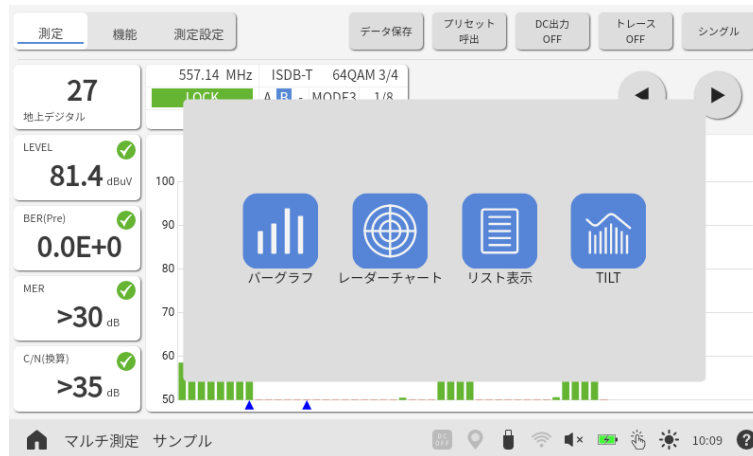 測定 機能 測定設定 データ保存 プリセット DC出力 トレース シングル
呼出 OFF OFF
27
地上デジタル
557.14 MHz ISDB-T 64QAM 3/4
LOCK A B - MODE3 1/8
LEVEL
81.4 dBuV
BER(Pre)
0.0E+0
MER
>30 dB
C/N(換算)
>35 dB
100
90
80
70
60
50
バーグラフ レーダーチャート リスト表示 TILT
マルチ測定 サンプル DC OFF 10:09 ?